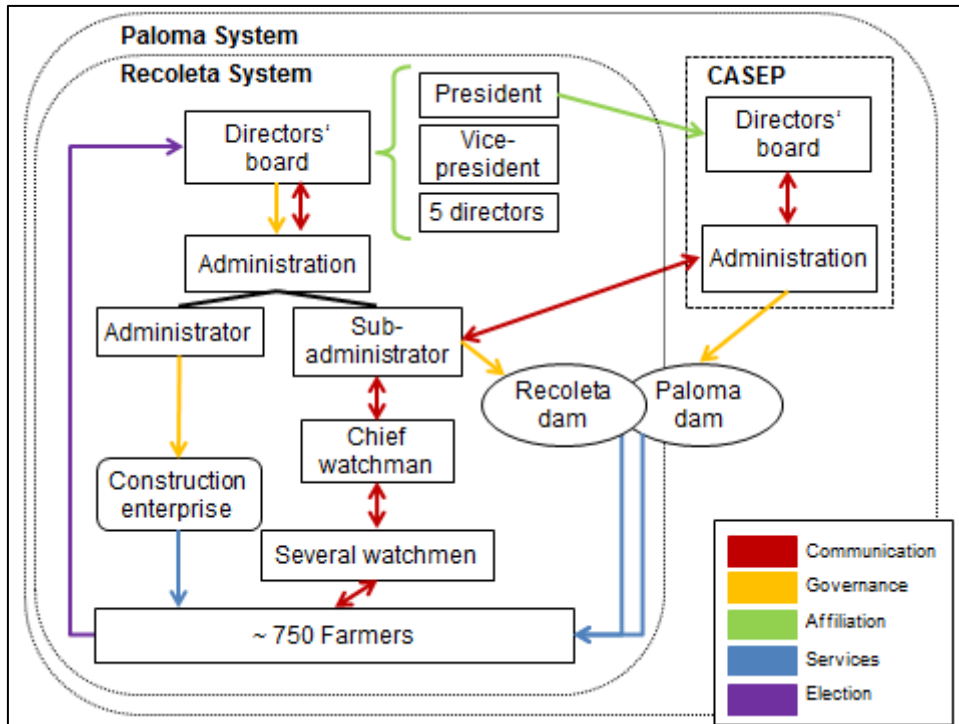 Paloma System
Recoleta System
CASEP
President
Directors'
board
Vice-
president
5 directors
Directors'
board
Administration
Administration
Administrator
Sub-
administrator
Recoleta
dam
Paloma
dam
Chief
watchman
Construction
enterprise
Several watchmen
~ 750 Farmers
Communication
Governance
Affiliation
Services
Election